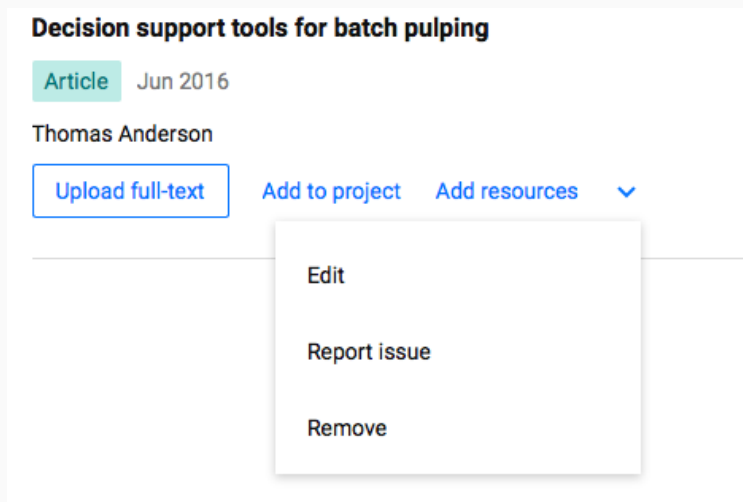 Decision support tools for batch pulping
Article Jun 2016
Thomas Anderson
Upload full-text Add to project Add resources
Edit
Report issue
Remove